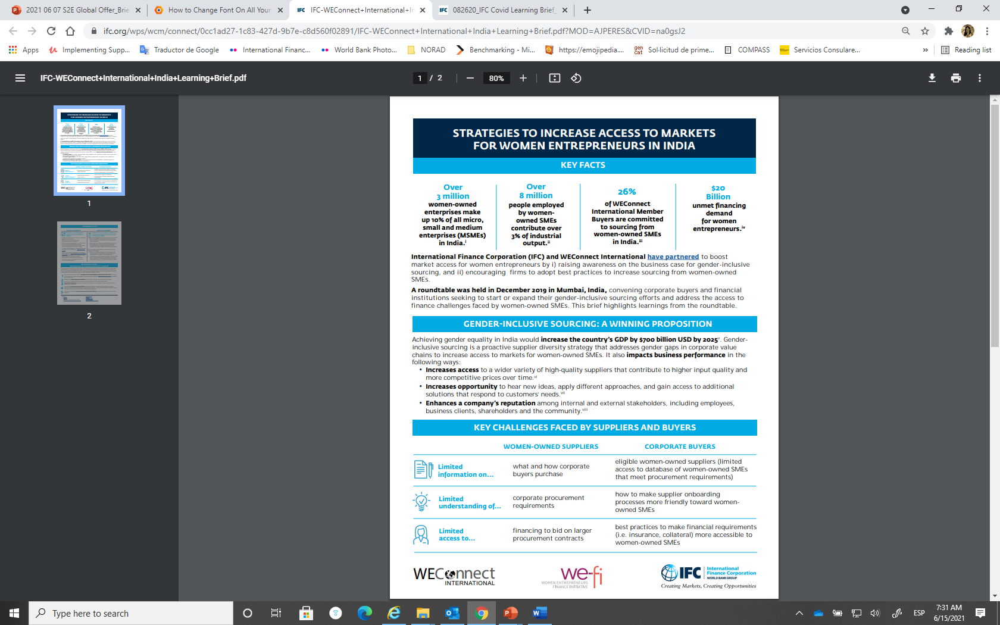 2021 06 07 S2E Global Offer_Brie
How to Change Font On All Your
IFC-WEConnect+International+In
082620_IFC Covid Learning Brief_
ifc.org/wps/wcm/connect/0cc1ad27-1c83-427d-9b7e-c8d560f02891/IFC-WEConnect+International+India+Learning+Brief.pdf?MOD=AJPERES&CVID=na0gsJ2
Apps
Implementing Supp...
Traductor de Google
International Financ...
World Bank Photo...
NORAD
Benchmarking - Mi...
https://emojipedia....
gen cat
Sol·licitud de prime...
COMPASS
Servicios Consulare...
»
Reading list
IFC-WEConnect+International+India+Learning+Brief.pdf
1 / 2
80%
1
2
STRATEGIES TO INCREASE ACCESS TO MARKETS
FOR WOMEN ENTREPRENEURS IN INDIA
KEY FACTS
Over
3 million
women-owned
enterprises make
up 10% of all micro,
small and medium
enterprises (MSMEs)
in India.i
Over
8 million
people employed
by women-
owned SMEs
contribute over
3% of industrial
output.ii
26%
of WEConnect
International Member
Buyers are committed
to sourcing from
women-owned SMEs
in India.iii
$20
Billion
unmet financing
demand
for women
entrepreneurs.iv
International Finance Corporation (IFC) and WEConnect International have partnered to boost
market access for women entrepreneurs by i) raising awareness on the business case for gender-inclusive
sourcing, and ii) encouraging firms to adopt best practices to increase sourcing from women-owned
SMEs.
A roundtable was held in December 2019 in Mumbai, India, convening corporate buyers and financial
institutions seeking to start or expand their gender-inclusive sourcing efforts and address the access to
finance challenges faced by women-owned SMEs. This brief highlights learnings from the roundtable.
GENDER-INCLUSIVE SOURCING: A WINNING PROPOSITION
Achieving gender equality in India would increase the country's GDP by $700 billion USD by 2025v. Gender-
inclusive sourcing is a proactive supplier diversity strategy that addresses gender gaps in corporate value
chains to increase access to markets for women-owned SMEs. It also impacts business performance in the
following ways:
• Increases access to a wider variety of high-quality suppliers that contribute to higher input quality and
more competitive prices over time.vi
• Increases opportunity to hear new ideas, apply different approaches, and gain access to additional
solutions that respond to customers' needs.vii
• Enhances a company's reputation among internal and external stakeholders, including employees,
business clients, shareholders and the community.viii
KEY CHALLENGES FACED BY SUPPLIERS AND BUYERS
WOMEN-OWNED SUPPLIERS
CORPORATE BUYERS
Limited
information on...
what and how corporate
buyers purchase
eligible women-owned suppliers (limited
access to database of women-owned SMEs
that meet procurement requirements)
Limited
understanding of...
corporate procurement
requirements
how to make supplier onboarding
processes more friendly toward women-
owned SMEs
Limited
access to...
financing to bid on larger
procurement contracts
best practices to make financial requirements
(i.e. insurance, collateral) more accessible to
women-owned SMEs
WEConnect
INTERNATIONAL
we-fi
WOMEN ENTREPRENEURS
FINANCE INITIATIVE
IFC International
Finance Corporation
WORLD BANK GROUP
Creating Markets, Creating Opportunities
Type here to search
ESP
7:31 AM
6/15/2021